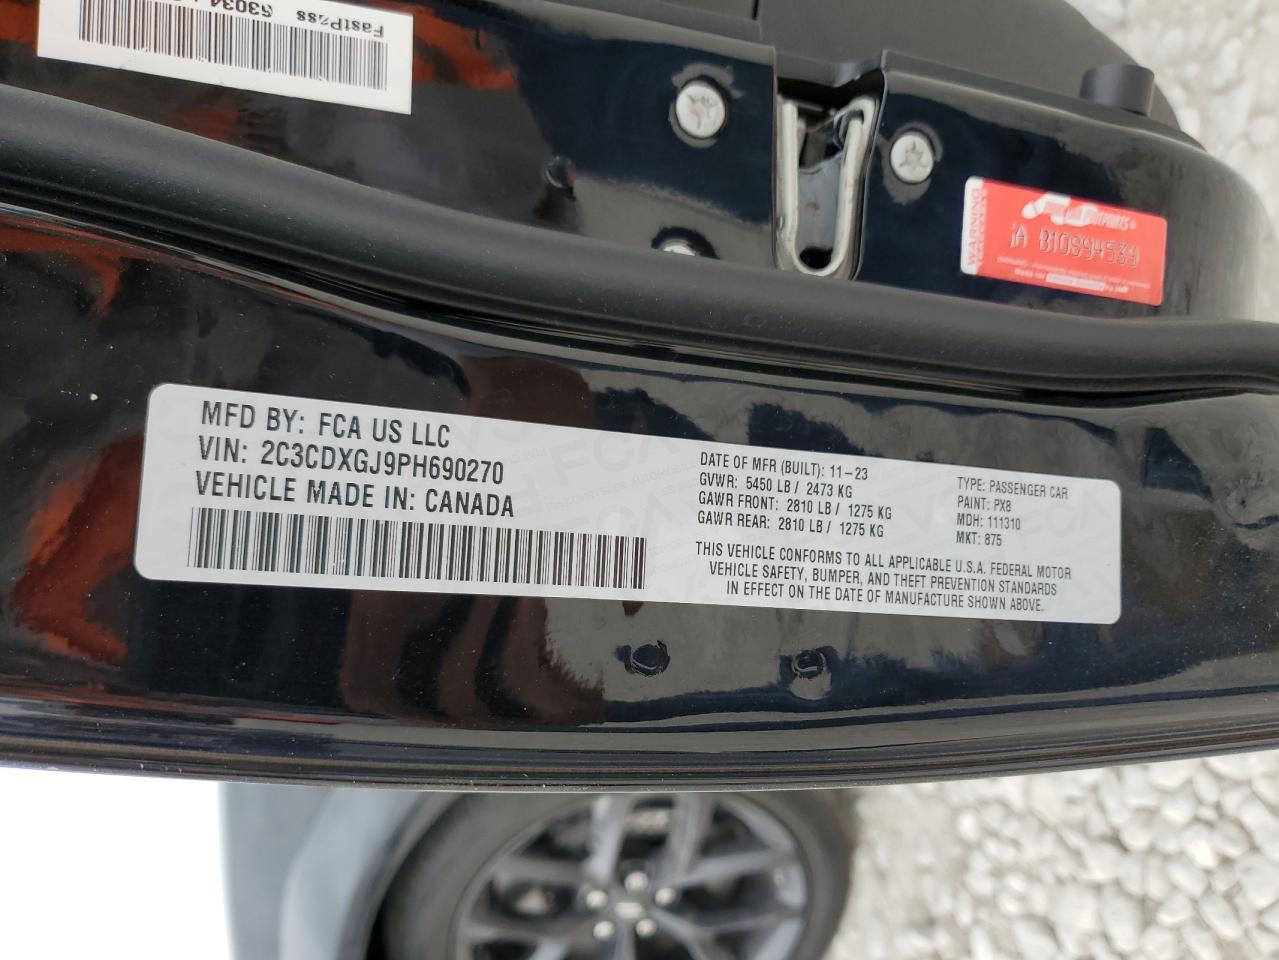 FastPass
MFD BY: FCA US LLC
VIN: 2C3CDXGJ9PH690270
VEHICLE MADE IN: CANADA
DATE OF MFR (BUILT): 11-23
GVWR: 5450 LB / 2473 KG
GAWR FRONT: 2810 LB / 1275 KG
GAWR REAR: 2810 LB / 1275 KG
TYPE: PASSENGER CAR
PAINT: PX8
MDH: 111310
MKT: 875
THIS VEHICLE CONFORMS TO ALL APPLICABLE U.S.A. FEDERAL MOTOR
VEHICLE SAFETY, BUMPER, AND THEFT PREVENTION STANDARDS
IN EFFECT ON THE DATE OF MANUFACTURE SHOWN ABOVE.
WARNING